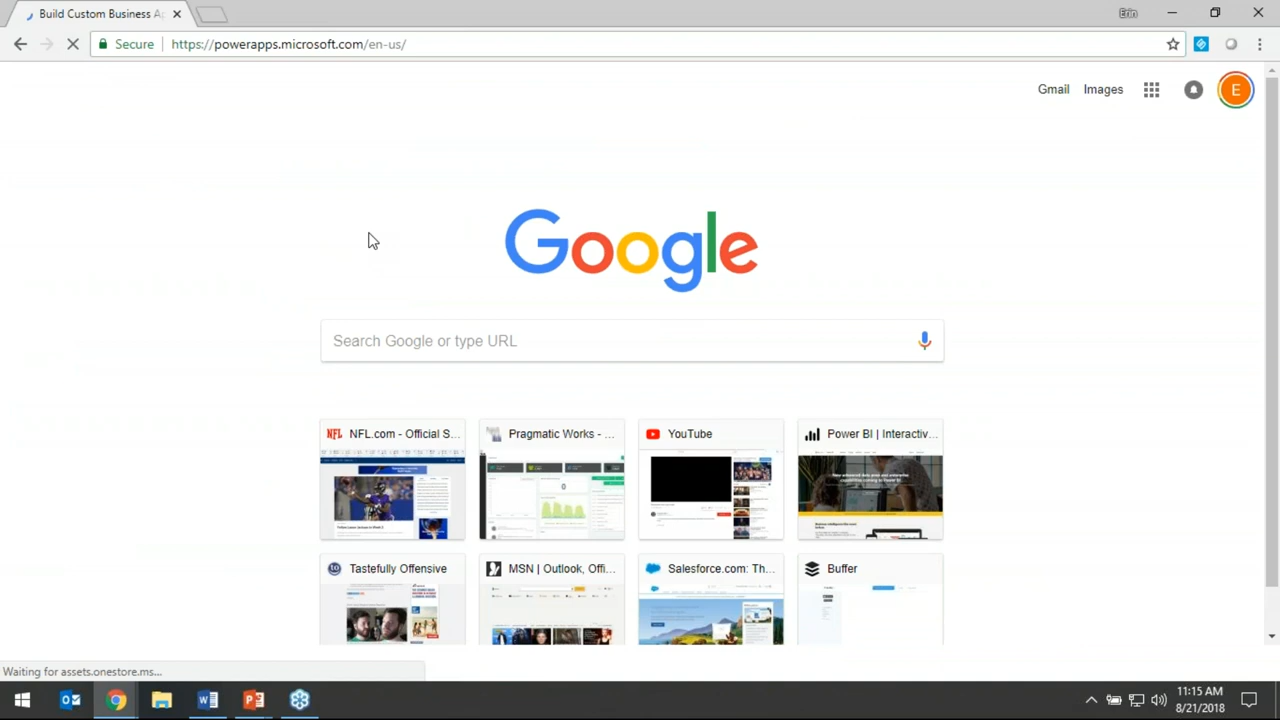 Build Custom Business Ap
Erin
Secure
https://powerapps.microsoft.com/en-us/
Gmail
Images
E
Google
Search Google or type URL
NFL NFL.com - Official S...
Pragmatic Works - ...
YouTube
Power BI | Interactiv...
Tastefully Offensive
MSN | Outlook, Offi...
Salesforce.com: Th...
Buffer
Waiting for assets.onestore.ms...
11:15 AM
8/21/2018